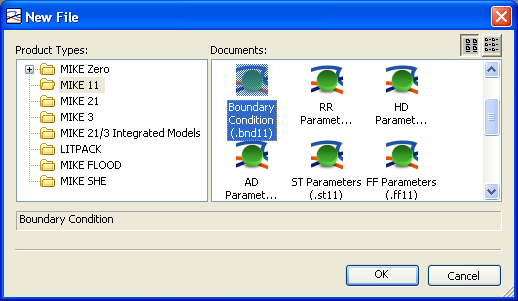 New File
Product Types:
Documents:
MIKE Zero
MIKE 11
MIKE 21
MIKE 3
MIKE 21/3 Integrated Models
LITPACK
MIKE FLOOD
MIKE SHE
Boundary
Condition
(.bnd11)
RR
Paramet...
HD
Paramet...
AD
Paramet...
ST Parameters
(.st11)
FF Parameters
(.ff11)
Boundary Condition
OK
Cancel